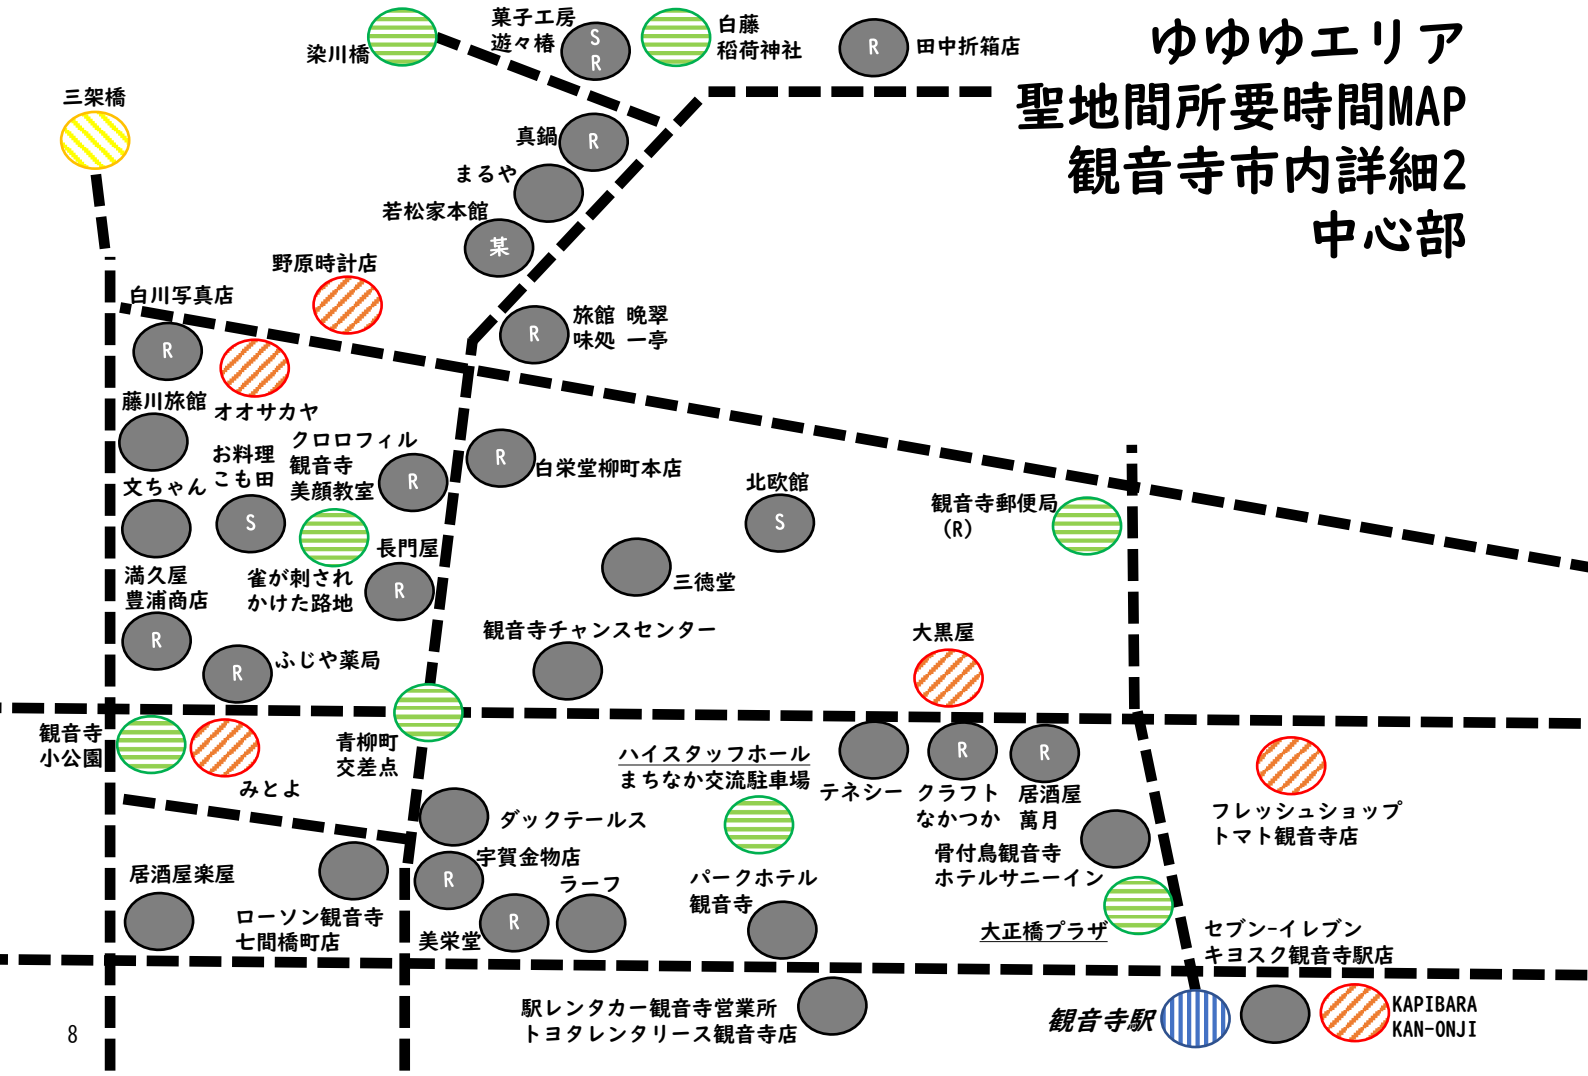 ゆゆゆエリア
聖地間所要時間MAP
観音寺市内詳細2
中心部
染川橋
菓子工房
遊々椿
S
R
白藤
稲荷神社
R
田中折箱店
三架橋
真鍋
R
まるや
若松家本館
某
野原時計店
白川写真店
R
旅館 晩翠
味処 一亭
R
藤川旅館
オオサカヤ
お料理
こも田
S
クロロフィル
観音寺
美顔教室
R
R
白栄堂柳町本店
北欧館
S
観音寺郵便局
(R)
文ちゃん
長門屋
R
雀が刺され
かけた路地
三徳堂
満久屋
豊浦商店
R
ふじや薬局
R
観音寺チャンスセンター
大黒屋
観音寺
小公園
みとよ
青柳町
交差点
ハイスタッフホール
まちなか交流駐車場
テネシー
クラフト
なかつか
R
居酒屋
萬月
R
フレッシュショップ
トマト観音寺店
ダックテールス
宇賀金物店
R
骨付鳥観音寺
ホテルサニーイン
居酒屋楽屋
ローソン観音寺
七間橋町店
美栄堂
R
ラーフ
パークホテル
観音寺
大正橋プラザ
セブン-イレブン
キヨスク観音寺駅店
駅レンタカー観音寺営業所
トヨタレンタリース観音寺店
観音寺駅
KAPIBARA
KAN-ONJI
8